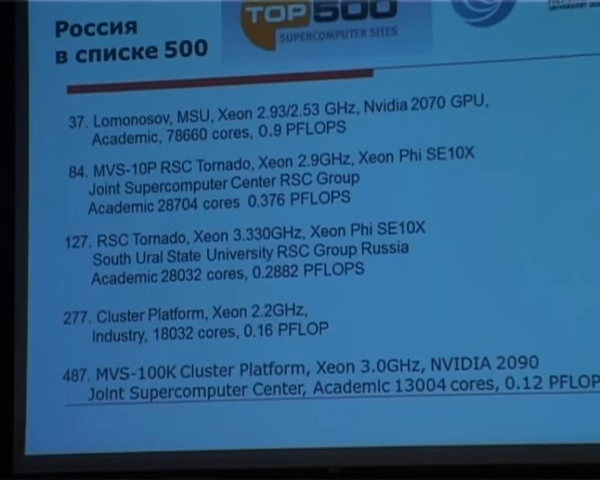 Россия
в списке 500
TOP500
SUPERCOMPUTER SITES
37. Lomonosov, MSU, Xeon 2.93/2.53 GHz, Nvidia 2070 GPU,
Academic, 78660 cores, 0.9 PFLOPS
84. MVS-10P RSC Tornado, Xeon 2.9GHz, Xeon Phi SE10X
Joint Supercomputer Center RSC Group
Academic 28704 cores 0.376 PFLOPS
127. RSC Tornado, Xeon 3.330GHz, Xeon Phi SE10X
South Ural State University RSC Group Russia
Academic 28032 cores, 0.2882 PFLOPS
277. Cluster Platform, Xeon 2.2GHz,
Industry, 18032 cores, 0.16 PFLOP
487. MVS-100K Cluster Platform, Xeon 3.0GHz, NVIDIA 2090
Joint Supercomputer Center, Academic 13004 cores, 0.12 PFLOP